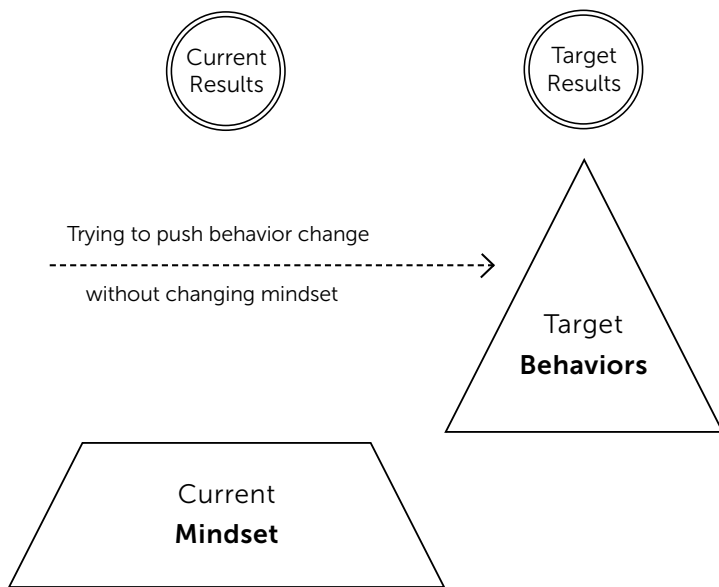 Current
Results
Target
Results
Trying to push behavior change
without changing mindset
Target
Behaviors
Current
Mindset